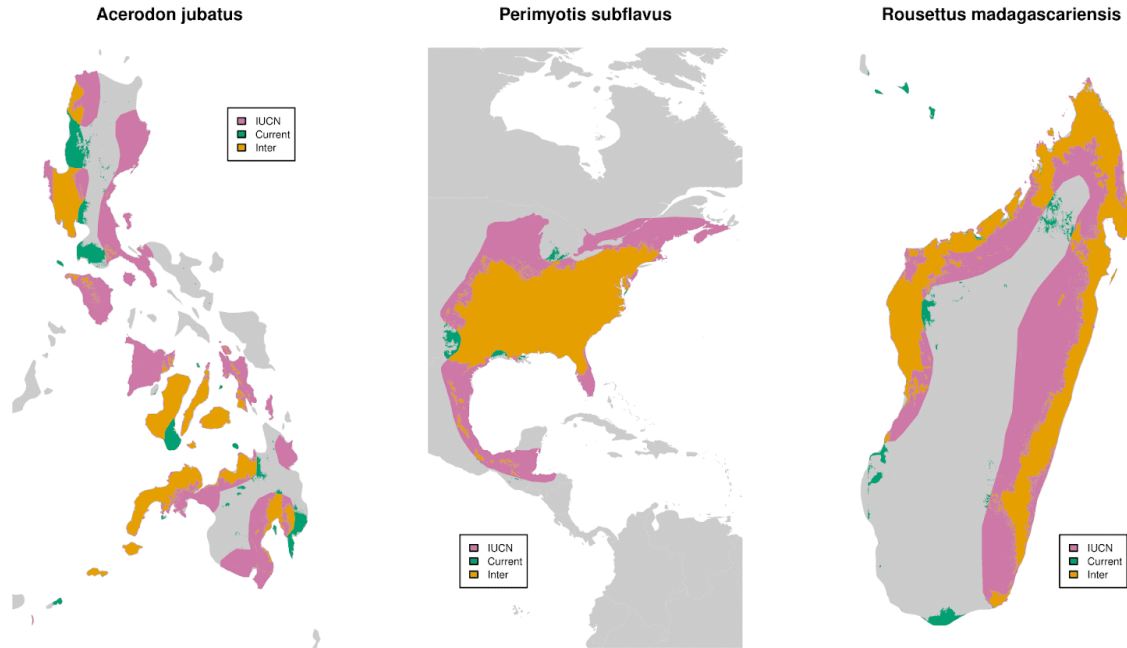 Acerodon jubatus
Perimyotis subflavus
Rousettus madagascariensis
IUCN
Current
Inter
IUCN
Current
Inter
IUCN
Current
Inter